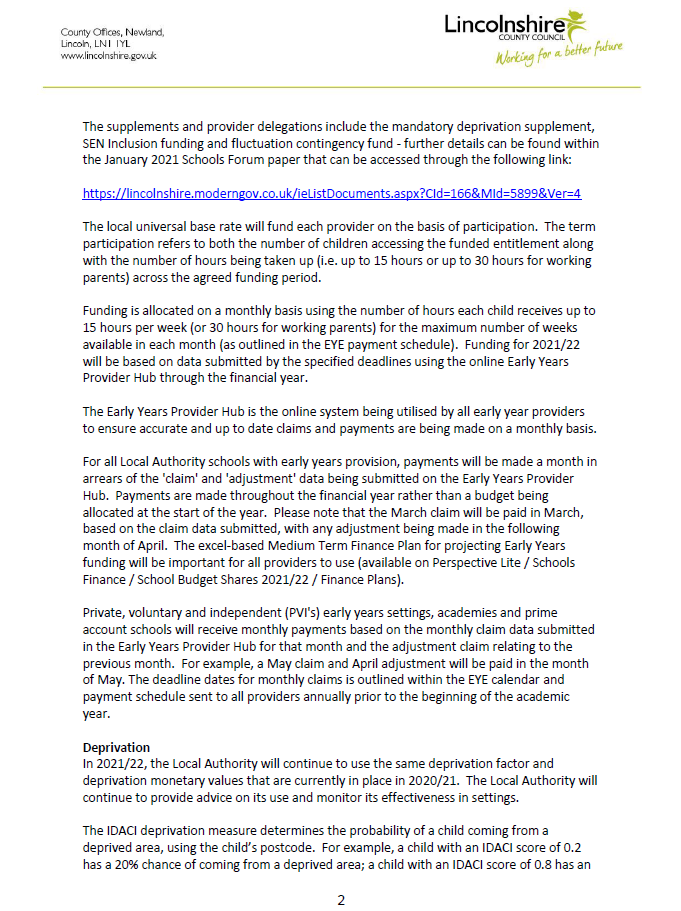 County Offices, Newland,
Lincoln, LN1 1YL
www.lincolnshire.gov.uk
Lincolnshire
COUNTY COUNCIL
Working for a better future
The supplements and provider delegations include the mandatory deprivation supplement,
SEN Inclusion funding and fluctuation contingency fund - further details can be found within
the January 2021 Schools Forum paper that can be accessed through the following link:
https://lincolnshire.moderngov.co.uk/ieListDocuments.aspx?CId=166&MId=5899&Ver=4
The local universal base rate will fund each provider on the basis of participation.  The term
participation refers to both the number of children accessing the funded entitlement along
with the number of hours being taken up (i.e. up to 15 hours or up to 30 hours for working
parents) across the agreed funding period.
Funding is allocated on a monthly basis using the number of hours each child receives up to
15 hours per week (or 30 hours for working parents) for the maximum number of weeks
available in each month (as outlined in the EYE payment schedule).  Funding for 2021/22
will be based on data submitted by the specified deadlines using the online Early Years
Provider Hub through the financial year.
The Early Years Provider Hub is the online system being utilised by all early year providers
to ensure accurate and up to date claims and payments are being made on a monthly basis.
For all Local Authority schools with early years provision, payments will be made a month in
arrears of the 'claim' and 'adjustment' data being submitted on the Early Years Provider
Hub.  Payments are made throughout the financial year rather than a budget being
allocated at the start of the year.  Please note that the March claim will be paid in March,
based on the claim data submitted, with any adjustment being made in the following
month of April.  The excel-based Medium Term Finance Plan for projecting Early Years
funding will be important for all providers to use (available on Perspective Lite / Schools
Finance / School Budget Shares 2021/22 / Finance Plans).
Private, voluntary and independent (PVI's) early years settings, academies and prime
account schools will receive monthly payments based on the monthly claim data submitted
in the Early Years Provider Hub for that month and the adjustment claim relating to the
previous month.  For example, a May claim and April adjustment will be paid in the month
of May. The deadline dates for monthly claims is outlined within the EYE calendar and
payment schedule sent to all providers annually prior to the beginning of the academic
year.
Deprivation
In 2021/22, the Local Authority will continue to use the same deprivation factor and
deprivation monetary values that are currently in place in 2020/21.  The Local Authority will
continue to provide advice on its use and monitor its effectiveness in settings.
The IDACI deprivation measure determines the probability of a child coming from a
deprived area, using the child's postcode.  For example, a child with an IDACI score of 0.2
has a 20% chance of coming from a deprived area; a child with an IDACI score of 0.8 has an
2